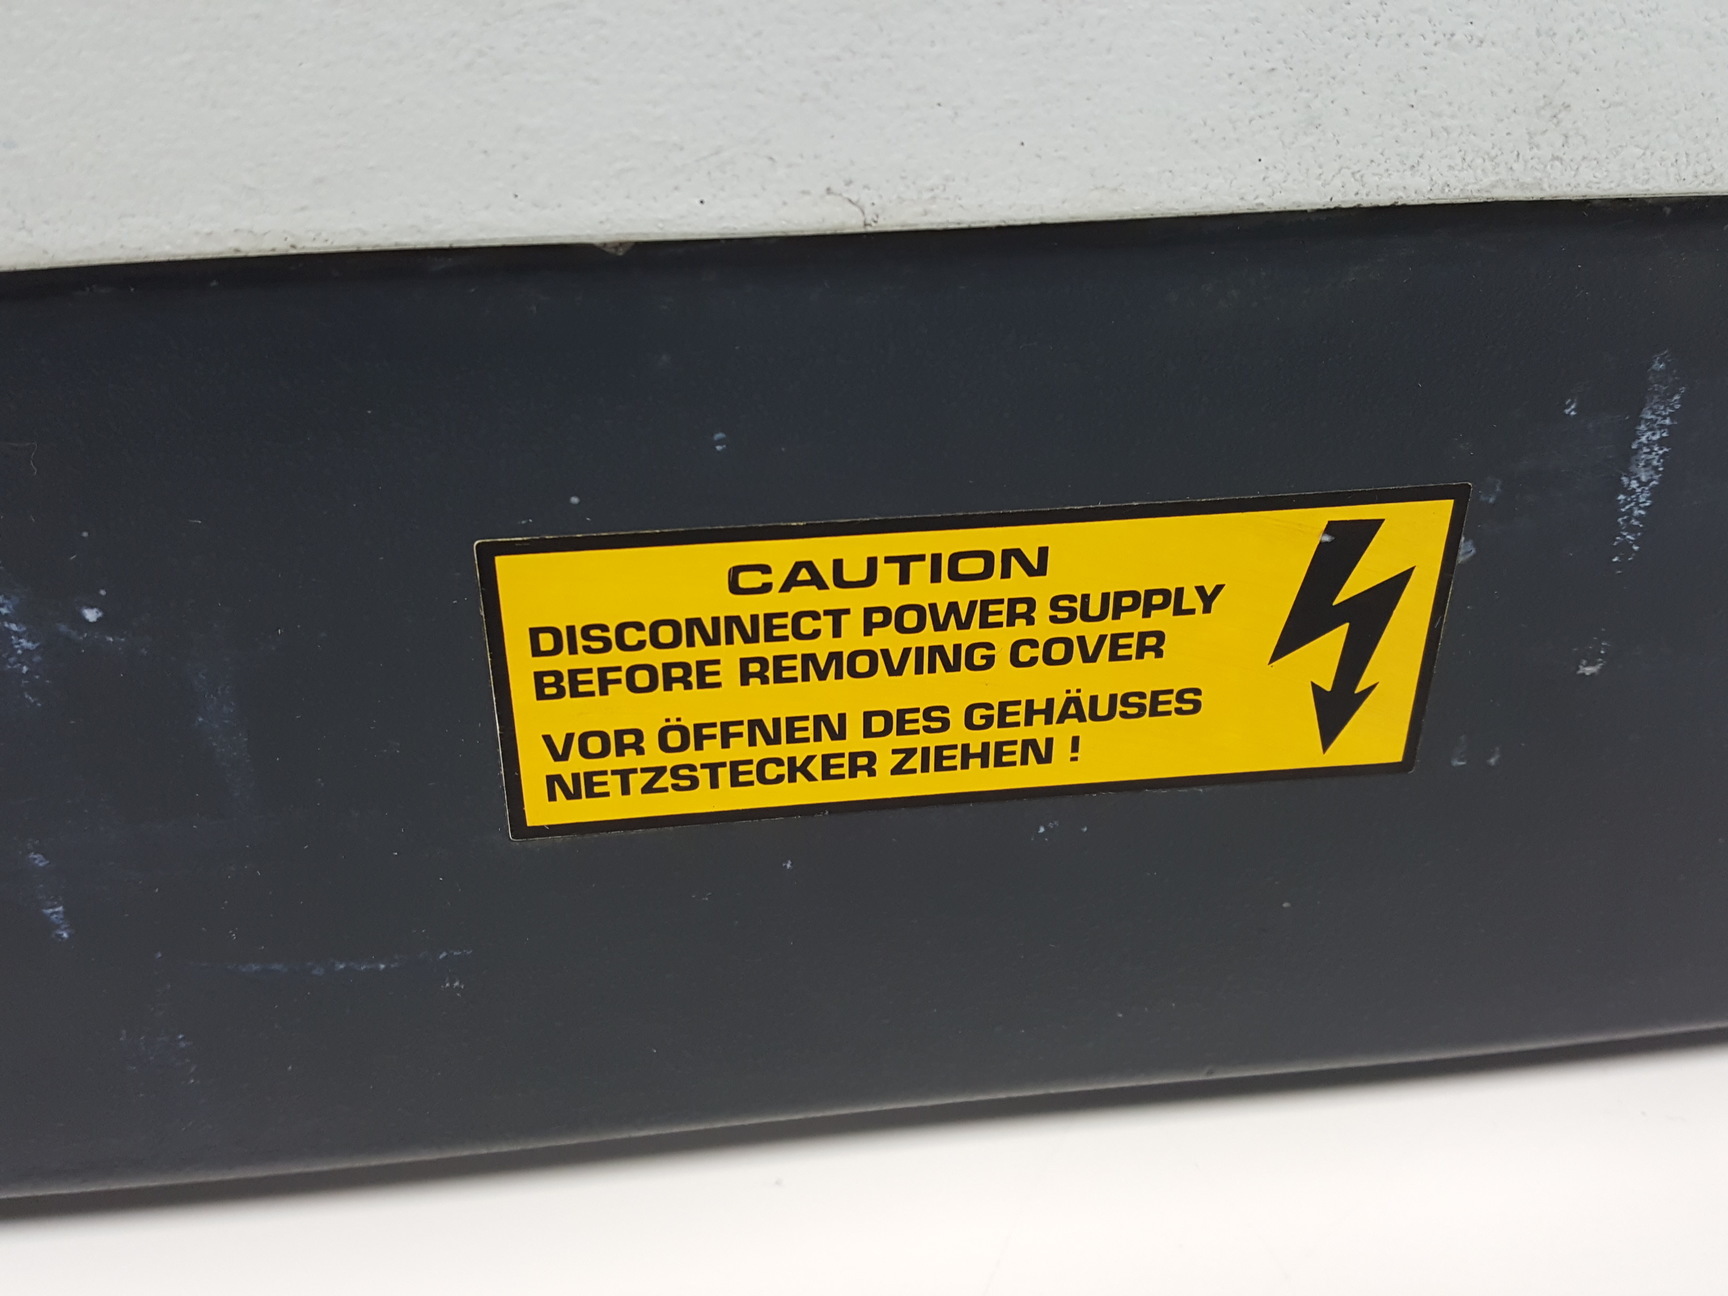 CAUTION
DISCONNECT POWER SUPPLY
BEFORE REMOVING COVER
VOR ÖFFNEN DES GEHÄUSES
NETZSTECKER ZIEHEN !